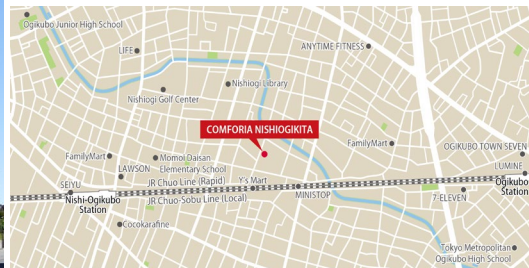 Ogikubo Junior High School
LIFE
ANYTIME FITNESS
Nishiogi Library
Nishiogi Golf Center
COMFORIA NISHIOGIKITA
FamilyMart
OGIKUBO TOWN SEVEN
FamilyMart
Momoi Daisan
Elementary School
LUMINE
LAWSON
SEIYU
JR Chuo Line (Rapid)
Y's Mart
Ogikubo
Station
Nishi-Ogikubo
Station
JR Chuo-Sobu Line (Local)
MINISTOP
7-ELEVEN
Cocokarafine
Tokyo Metropolitan
Ogikubo High School